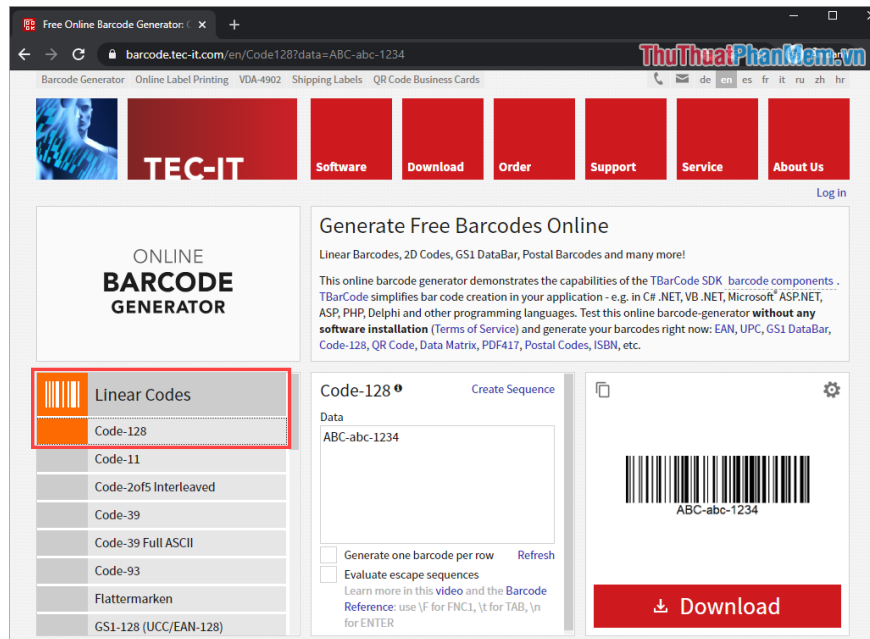 Free Online Barcode Generator:
barcode.tec-it.com/en/Code128?data=ABC-abc-1234
ThuThuatPhanMem.vn
Barcode Generator Online Label Printing VDA-4902 Shipping Labels QR Code Business Cards
de en es fr it ru zh hr
TEC-IT
Software Download Order Support Service About Us
Log in
ONLINE
BARCODE
GENERATOR
Generate Free Barcodes Online
Linear Barcodes, 2D Codes, GS1 DataBar, Postal Barcodes and many more!
This online barcode generator demonstrates the capabilities of the TBarCode SDK barcode components .
TBarCode simplifies bar code creation in your application - e.g. in C# .NET, VB .NET, Microsoft® ASP.NET,
ASP, PHP, Delphi and other programming languages. Test this online barcode-generator without any
software installation (Terms of Service) and generate your barcodes right now: EAN, UPC, GS1 DataBar,
Code-128, QR Code, Data Matrix, PDF417, Postal Codes, ISBN, etc.
Linear Codes
Code-128
Code-11
Code-2of5 Interleaved
Code-39
Code-39 Full ASCII
Code-93
Flattermarken
GS1-128 (UCC/EAN-128)
Code-128
Create Sequence
Data
ABC-abc-1234
Generate one barcode per row
Refresh
Evaluate escape sequences
Learn more in this video and the Barcode
Reference: use \F for FNC1, \t for TAB, \n
for ENTER
ABC-abc-1234
Download